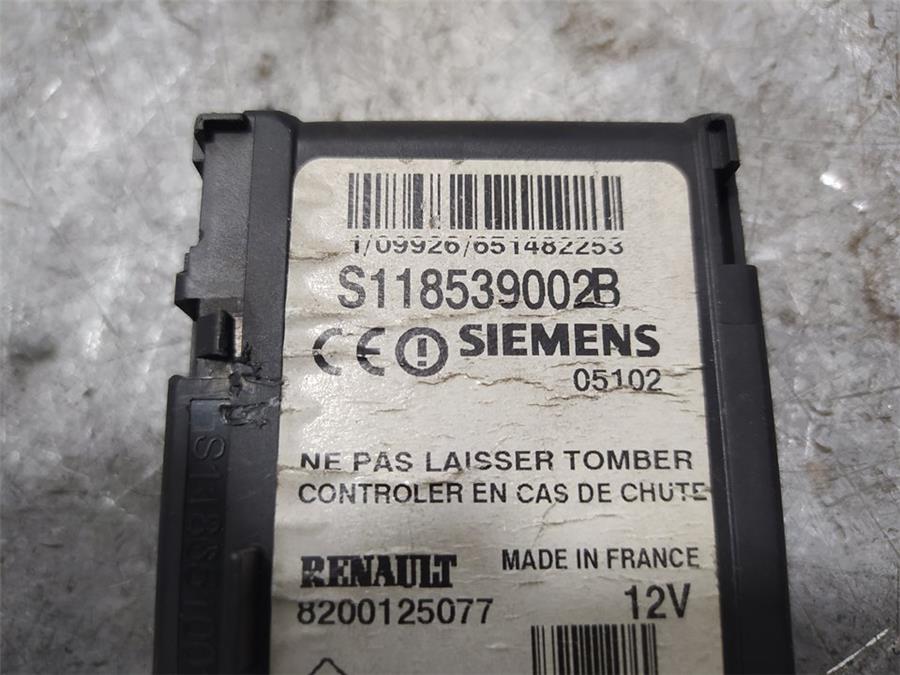 1/09926/651482253
S118539002B
CE SIEMENS
05102
NE PAS LAISSER TOMBER
CONTROLER EN CAS DE CHUTE
RENAULT
MADE IN FRANCE
8200125077
12V